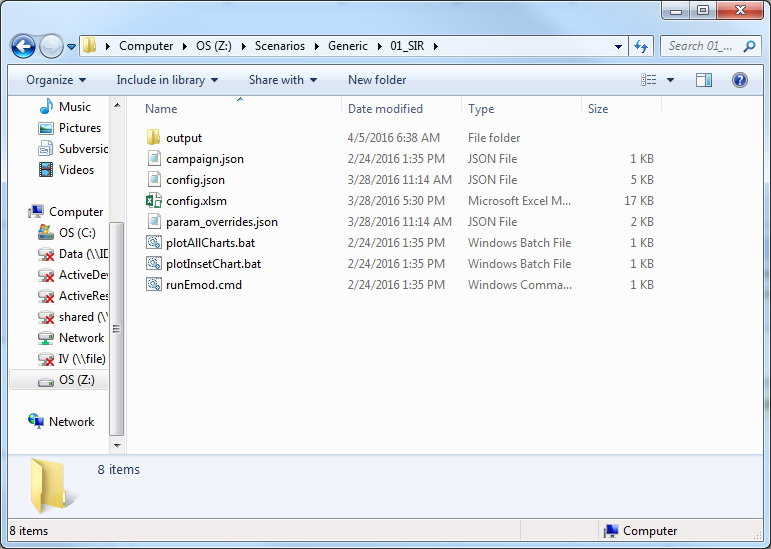 Computer OS (Z:) Scenarios Generic 01_SIR Search 01_...
Organize Include in library Share with New folder
Music
Pictures
Subversic
Videos
Computer
OS (C:)
Data (\\ID
ActiveDev
ActiveRes
shared (\\
Network
IV (\\file)
OS (Z:)
Network
Name Date modified Type Size
output 4/5/2016 6:38 AM File folder
campaign.json 2/24/2016 1:35 PM JSON File 1 KB
config.json 3/28/2016 11:14 AM JSON File 5 KB
config.xlsm 3/28/2016 5:30 PM Microsoft Excel M... 17 KB
param_overrides.json 3/28/2016 11:14 AM JSON File 2 KB
plotAllCharts.bat 2/24/2016 1:35 PM Windows Batch File 1 KB
plotInsetChart.bat 2/24/2016 1:35 PM Windows Batch File 1 KB
runEmod.cmd 2/24/2016 1:35 PM Windows Comma... 1 KB
8 items
8 items Computer